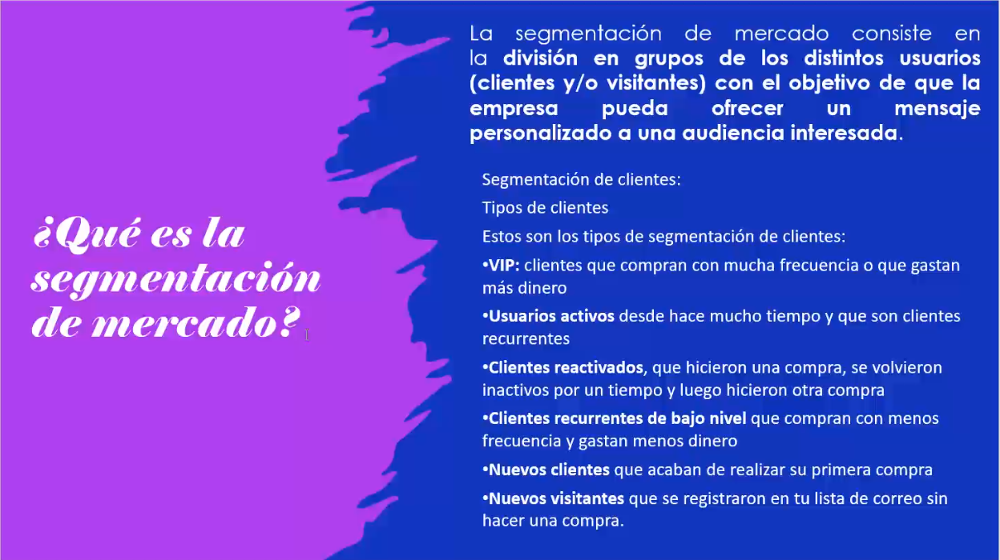 ¿Qué es la
segmentación
de mercado?
La segmentación de mercado consiste en
la división en grupos de los distintos usuarios
(clientes y/o visitantes) con el objetivo de que la
empresa pueda ofrecer un mensaje
personalizado a una audiencia interesada.
Segmentación de clientes:
Tipos de clientes
Estos son los tipos de segmentación de clientes:
•VIP: clientes que compran con mucha frecuencia o que gastan
más dinero
•Usuarios activos desde hace mucho tiempo y que son clientes
recurrentes
•Clientes reactivados, que hicieron una compra, se volvieron
inactivos por un tiempo y luego hicieron otra compra
•Clientes recurrentes de bajo nivel que compran con menos
frecuencia y gastan menos dinero
•Nuevos clientes que acaban de realizar su primera compra
•Nuevos visitantes que se registraron en tu lista de correo sin
hacer una compra.